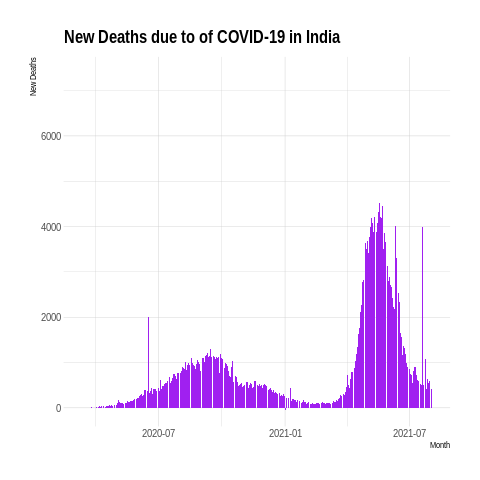 New Deaths due to of COVID-19 in India
New Deaths
6000
4000
2000
0
2020-07
2021-01
2021-07
Month